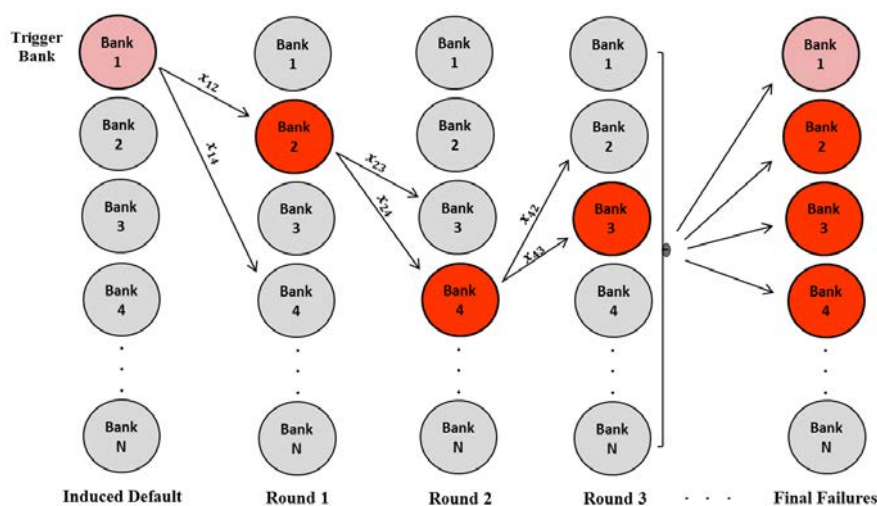 Trigger
Bank
Bank
1
Bank
2
Bank
3
Bank
4
. . .
Bank
N
Induced Default
x₁₂
x₁₄
Bank
1
Bank
2
Bank
3
Bank
4
. . .
Bank
N
Round 1
x₂₃
x₂₄
Bank
1
Bank
2
Bank
3
Bank
4
. . .
Bank
N
Round 2
x₄₂
x₄₃
Bank
1
Bank
2
Bank
3
Bank
4
. . .
Bank
N
Round 3
. . .
Bank
1
Bank
2
Bank
3
Bank
4
. . .
Bank
N
Final Failures